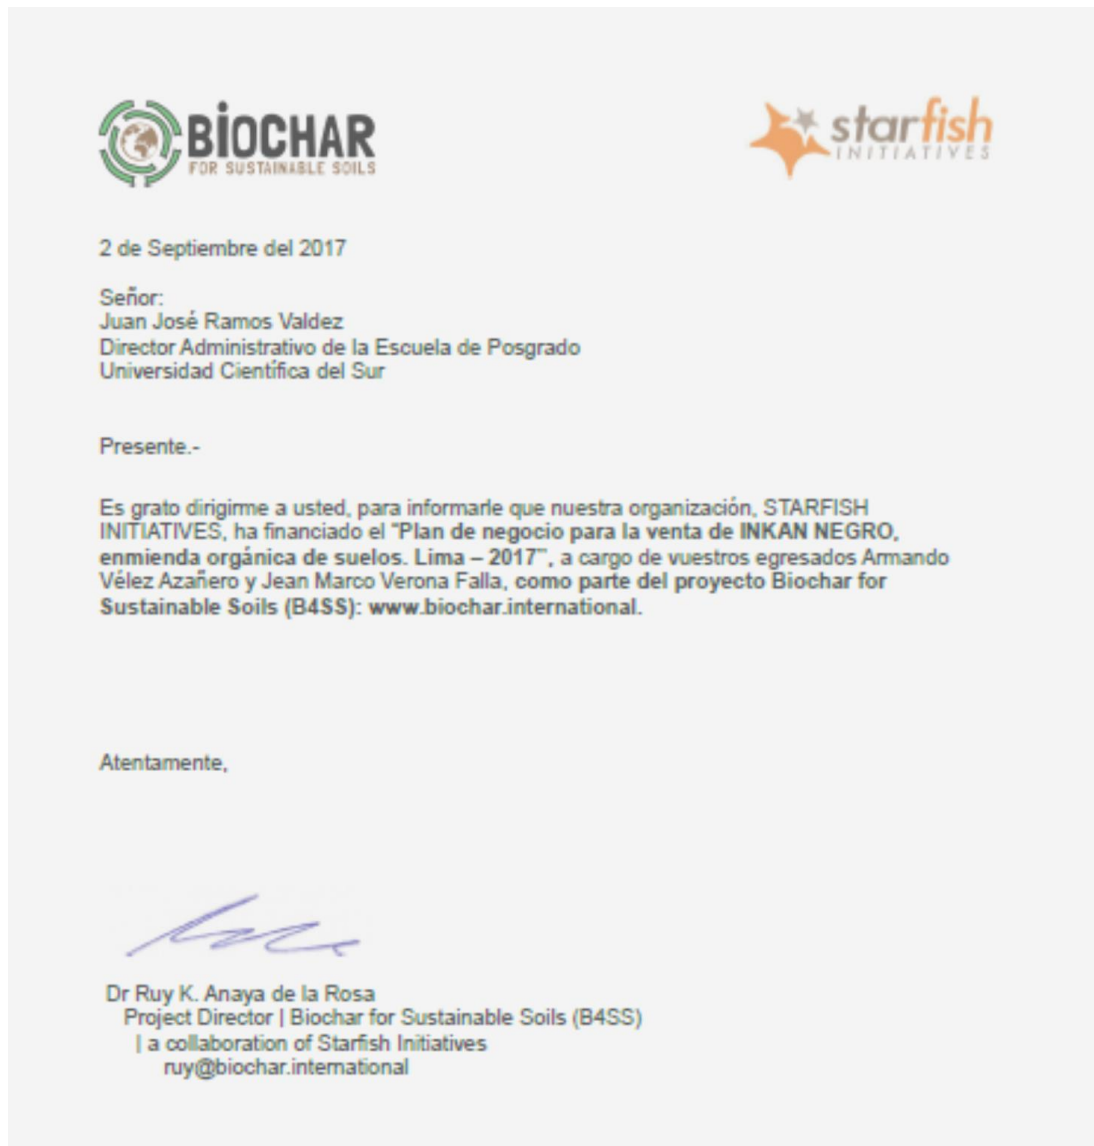 BIOCHAR
FOR SUSTAINABLE SOILS
starfish
INITIATIVES
2 de Septiembre del 2017
Señor:
Juan José Ramos Valdez
Director Administrativo de la Escuela de Posgrado
Universidad Científica del Sur
Presente.-
Es grato dirigirme a usted, para informarle que nuestra organización, STARFISH
INITIATIVES, ha financiado el "Plan de negocio para la venta de INKAN NEGRO,
enmienda orgánica de suelos. Lima – 2017", a cargo de vuestros egresados Armando
Vélez Azañero y Jean Marco Verona Falla, como parte del proyecto Biochar for
Sustainable Soils (B4SS): www.biochar.international.
Atentamente,
Dr Ruy K. Anaya de la Rosa
Project Director | Biochar for Sustainable Soils (B4SS)
| a collaboration of Starfish Initiatives
ruy@biochar.international